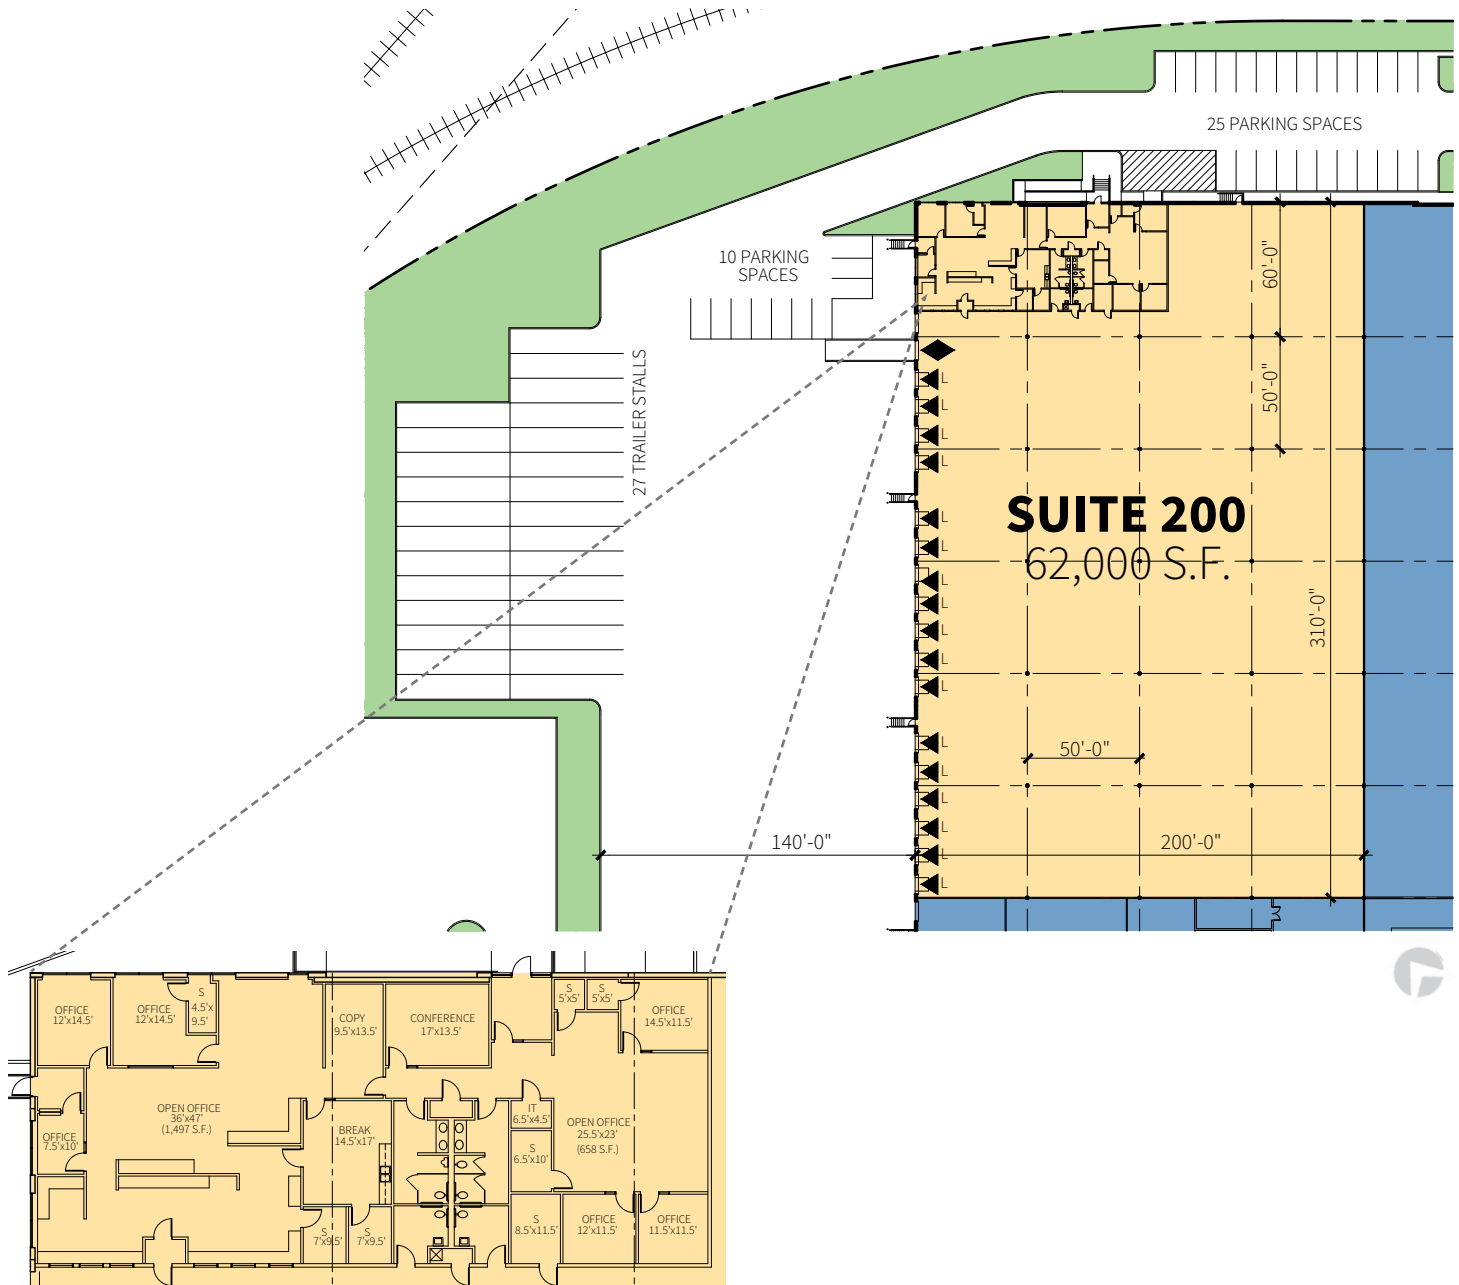 25 PARKING SPACES
10 PARKING
SPACES
60'-0"
27 TRAILER STALLS
50'-0"
L
L
L
L
SUITE 200
62,000 S.F.
L
L
L
L
L
L
L
310'-0"
50'-0"
L
L
L
L
L
L
140'-0"
200'-0"
OFFICE
12'x14.5'
OFFICE
12'x14.5'
S
4.5'x
9.5'
COPY
9.5'x13.5'
CONFERENCE
17'x13.5'
S
5'x5'
S
5'x5'
OFFICE
14.5'x11.5'
OPEN OFFICE
36'x47'
(1,497 S.F.)
OFFICE
7.5'x10'
BREAK
14.5'x17'
IT
6.5'x4.5'
OPEN OFFICE
25.5'x23'
(658 S.F.)
S
6.5'x10'
S
7'x9.5'
S
7'x9.5'
S
8.5'x11.5'
OFFICE
12'x11.5'
OFFICE
11.5'x11.5'